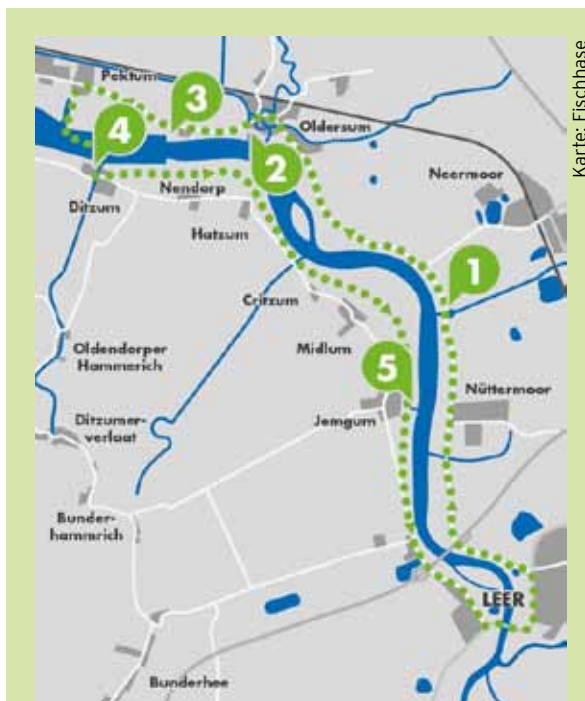 Karte: Fischhase
Petkum
3
4
Oldersum
2
Neermoor
Nendorp
Ditzum
Hatzum
1
Critzum
Oldendorper
Hammerich
Midlum
5
Nüttermoor
Ditzumer-
verlaat
Jemgum
Bunder-
hammrich
LEER
Bunderhee